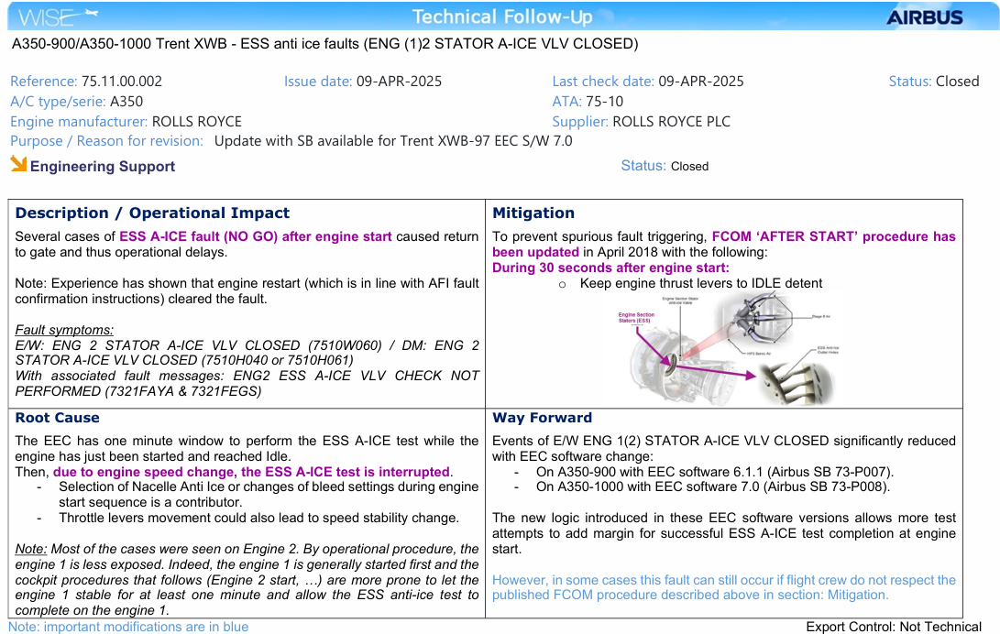 WISE
Technical Follow-Up
AIRBUS
A350-900/A350-1000 Trent XWB - ESS anti ice faults (ENG (1)2 STATOR A-ICE VLV CLOSED)
Reference: 75.11.00.002 Issue date: 09-APR-2025 Last check date: 09-APR-2025 Status: Closed
A/C type/serie: A350 ATA: 75-10
Engine manufacturer: ROLLS ROYCE Supplier: ROLLS ROYCE PLC
Purpose / Reason for revision: Update with SB available for Trent XWB-97 EEC S/W 7.0
Engineering Support Status: Closed
Description / Operational Impact
Several cases of ESS A-ICE fault (NO GO) after engine start caused return
to gate and thus operational delays.
Note: Experience has shown that engine restart (which is in line with AFI fault
confirmation instructions) cleared the fault.
Fault symptoms:
E/W: ENG 2 STATOR A-ICE VLV CLOSED (7510W060) / DM: ENG 2
STATOR A-ICE VLV CLOSED (7510H040 or 7510H061)
With associated fault messages: ENG2 ESS A-ICE VLV CHECK NOT
PERFORMED (7321FAYA & 7321FEGS)
Mitigation
To prevent spurious fault triggering, FCOM ‘AFTER START’ procedure has
been updated in April 2018 with the following:
During 30 seconds after engine start:
o Keep engine thrust levers to IDLE detent
Engine Section Stator
Anti-ice Valve
Engine Section
Stators (ESS)
Stage 8 Air
HP3 Servo Air
ESS Anti-Ice
Outlet Holes
Root Cause
The EEC has one minute window to perform the ESS A-ICE test while the
engine has just been started and reached Idle.
Then, due to engine speed change, the ESS A-ICE test is interrupted.
- Selection of Nacelle Anti Ice or changes of bleed settings during engine
start sequence is a contributor.
- Throttle levers movement could also lead to speed stability change.
Note: Most of the cases were seen on Engine 2. By operational procedure, the
engine 1 is less exposed. Indeed, the engine 1 is generally started first and the
cockpit procedures that follows (Engine 2 start, …) are more prone to let the
engine 1 stable for at least one minute and allow the ESS anti-ice test to
complete on the engine 1.
Way Forward
Events of E/W ENG 1(2) STATOR A-ICE VLV CLOSED significantly reduced
with EEC software change:
- On A350-900 with EEC software 6.1.1 (Airbus SB 73-P007).
- On A350-1000 with EEC software 7.0 (Airbus SB 73-P008).
The new logic introduced in these EEC software versions allows more test
attempts to add margin for successful ESS A-ICE test completion at engine
start.
However, in some cases this fault can still occur if flight crew do not respect the
published FCOM procedure described above in section: Mitigation.
Note: important modifications are in blue
Export Control: Not Technical